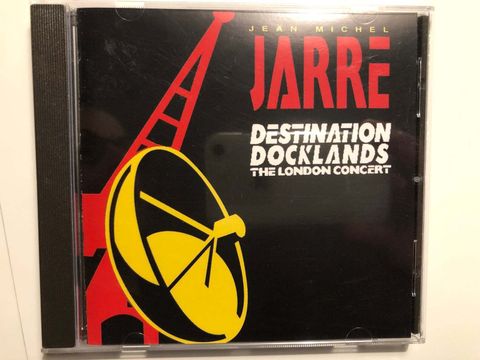 JEAN MICHEL
JARRE
DESTINATION
DOCKLANDS
THE LONDON CONCERT